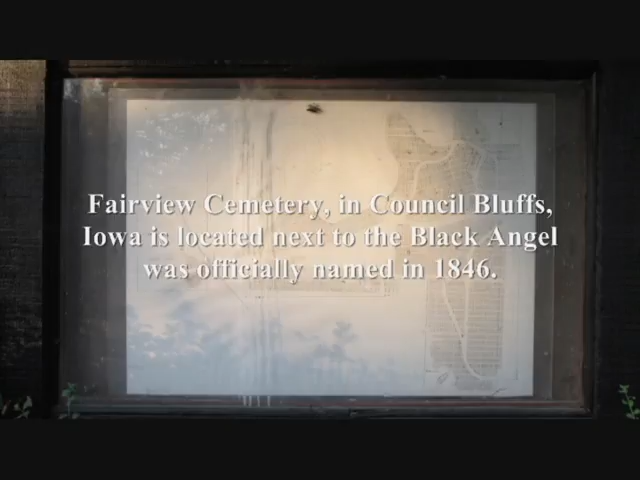 Fairview Cemetery, in Council Bluffs,
Iowa is located next to the Black Angel
was officially named in 1846.